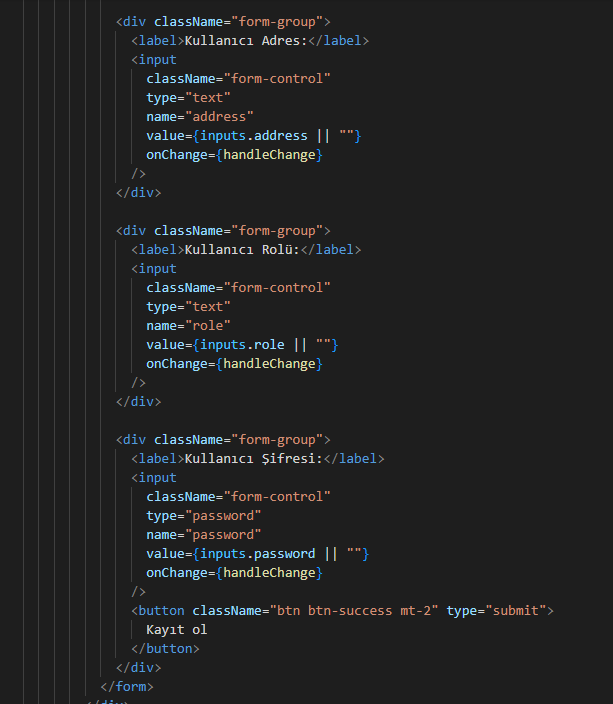 <div className="form-group">
<label>Kullanıcı Adres:</label>
<input
className="form-control"
type="text"
name="address"
value={inputs.address || ""}
onChange={handleChange}
/>
</div>
<div className="form-group">
<label>Kullanıcı Rolü:</label>
<input
className="form-control"
type="text"
name="role"
value={inputs.role || ""}
onChange={handleChange}
/>
</div>
<div className="form-group">
<label>Kullanıcı Şifresi:</label>
<input
className="form-control"
type="password"
name="password"
value={inputs.password || ""}
onChange={handleChange}
/>
<button className="btn btn-success mt-2" type="submit">
Kayıt ol
</button>
</div>
</form>
</div>